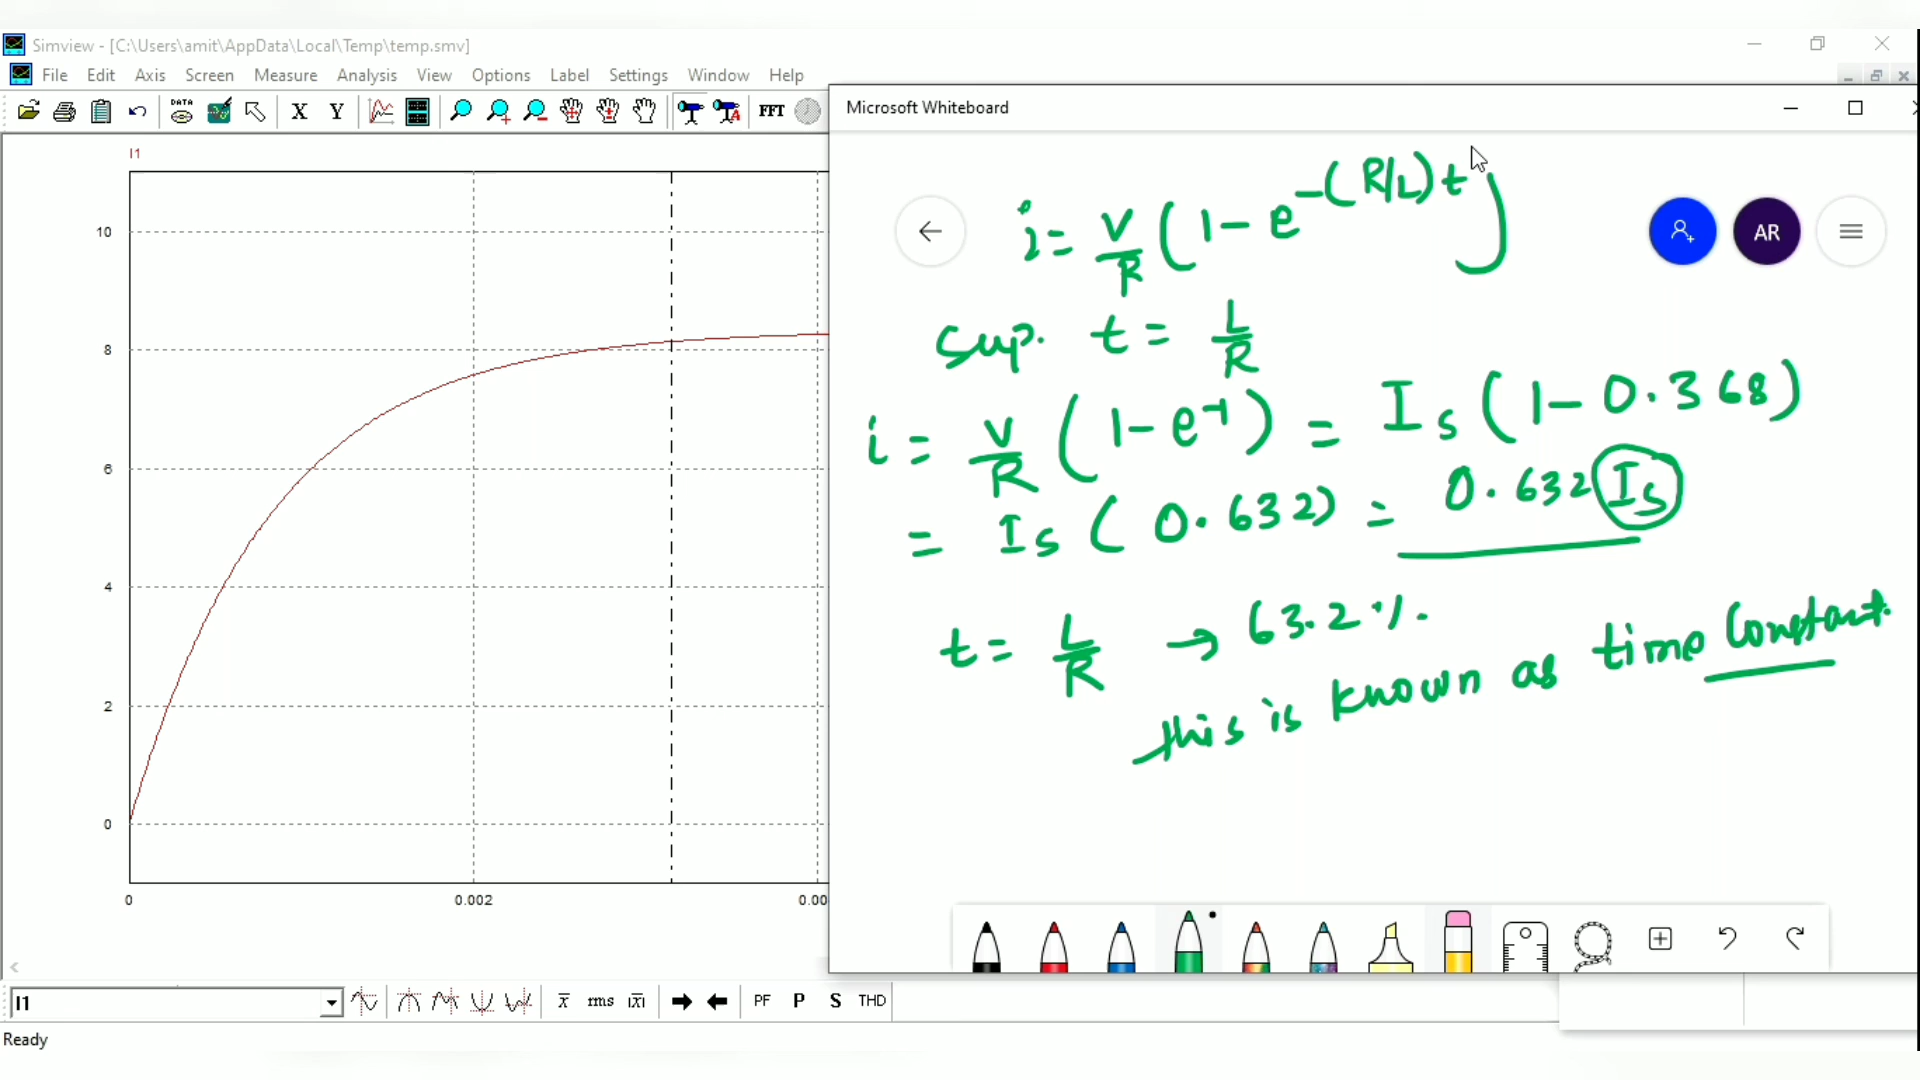 Simview - [C:\Users\amit\AppData\Local\Temp\temp.smv]
File Edit Axis Screen Measure Analysis View Options Label Settings Window Help
DATA X Y FFT
I1
10
8
6
4
2
0
0 0.002 0.00
Microsoft Whiteboard
AR
i = V/R (1 - e^-(R/L)t)
Sup. t = L/R
i = V/R (1 - e^-1) = Is (1 - 0.368)
= Is (0.632) = 0.632 Is
t = L/R → 63.2 %.
this is known as time constant.
I1 x rms |x| PF P S THD
Ready